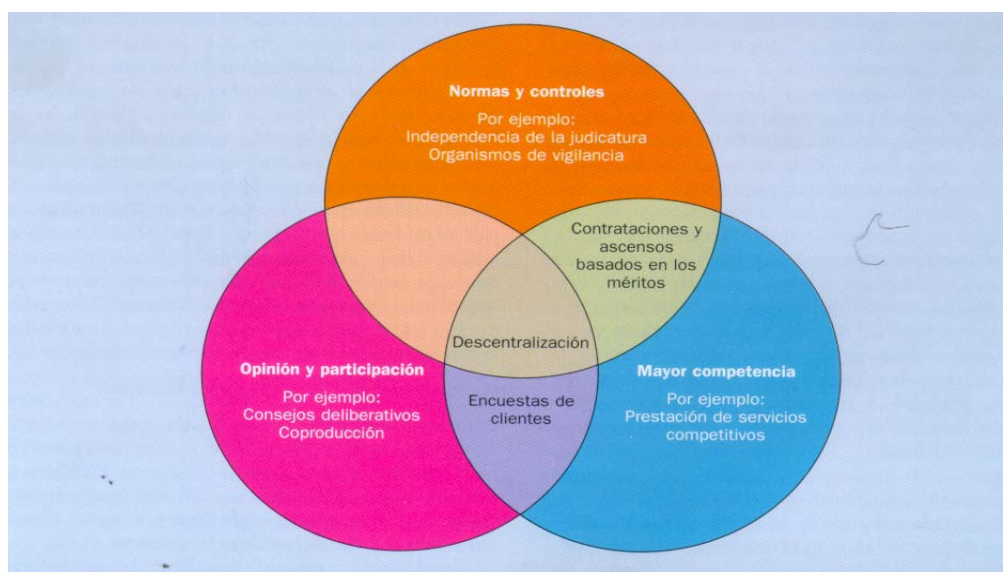 Normas y controles
Por ejemplo:
Independencia de la judicatura
Organismos de vigilancia
Contrataciones y
ascensos
basados en los
méritos
Descentralización
Opinión y participación
Por ejemplo:
Consejos deliberativos
Coproducción
Encuestas de
clientes
Mayor competencia
Por ejemplo:
Prestación de servicios
competitivos